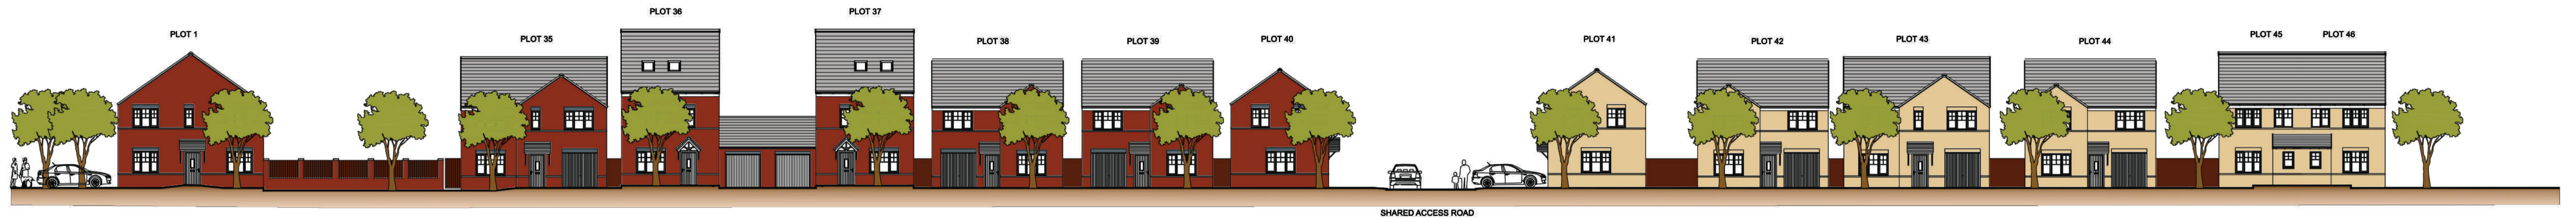 PLOT 1
PLOT 35
PLOT 36
PLOT 37
PLOT 38
PLOT 39
PLOT 40
PLOT 41
PLOT 42
PLOT 43
PLOT 44
PLOT 45
PLOT 46
SHARED ACCESS ROAD